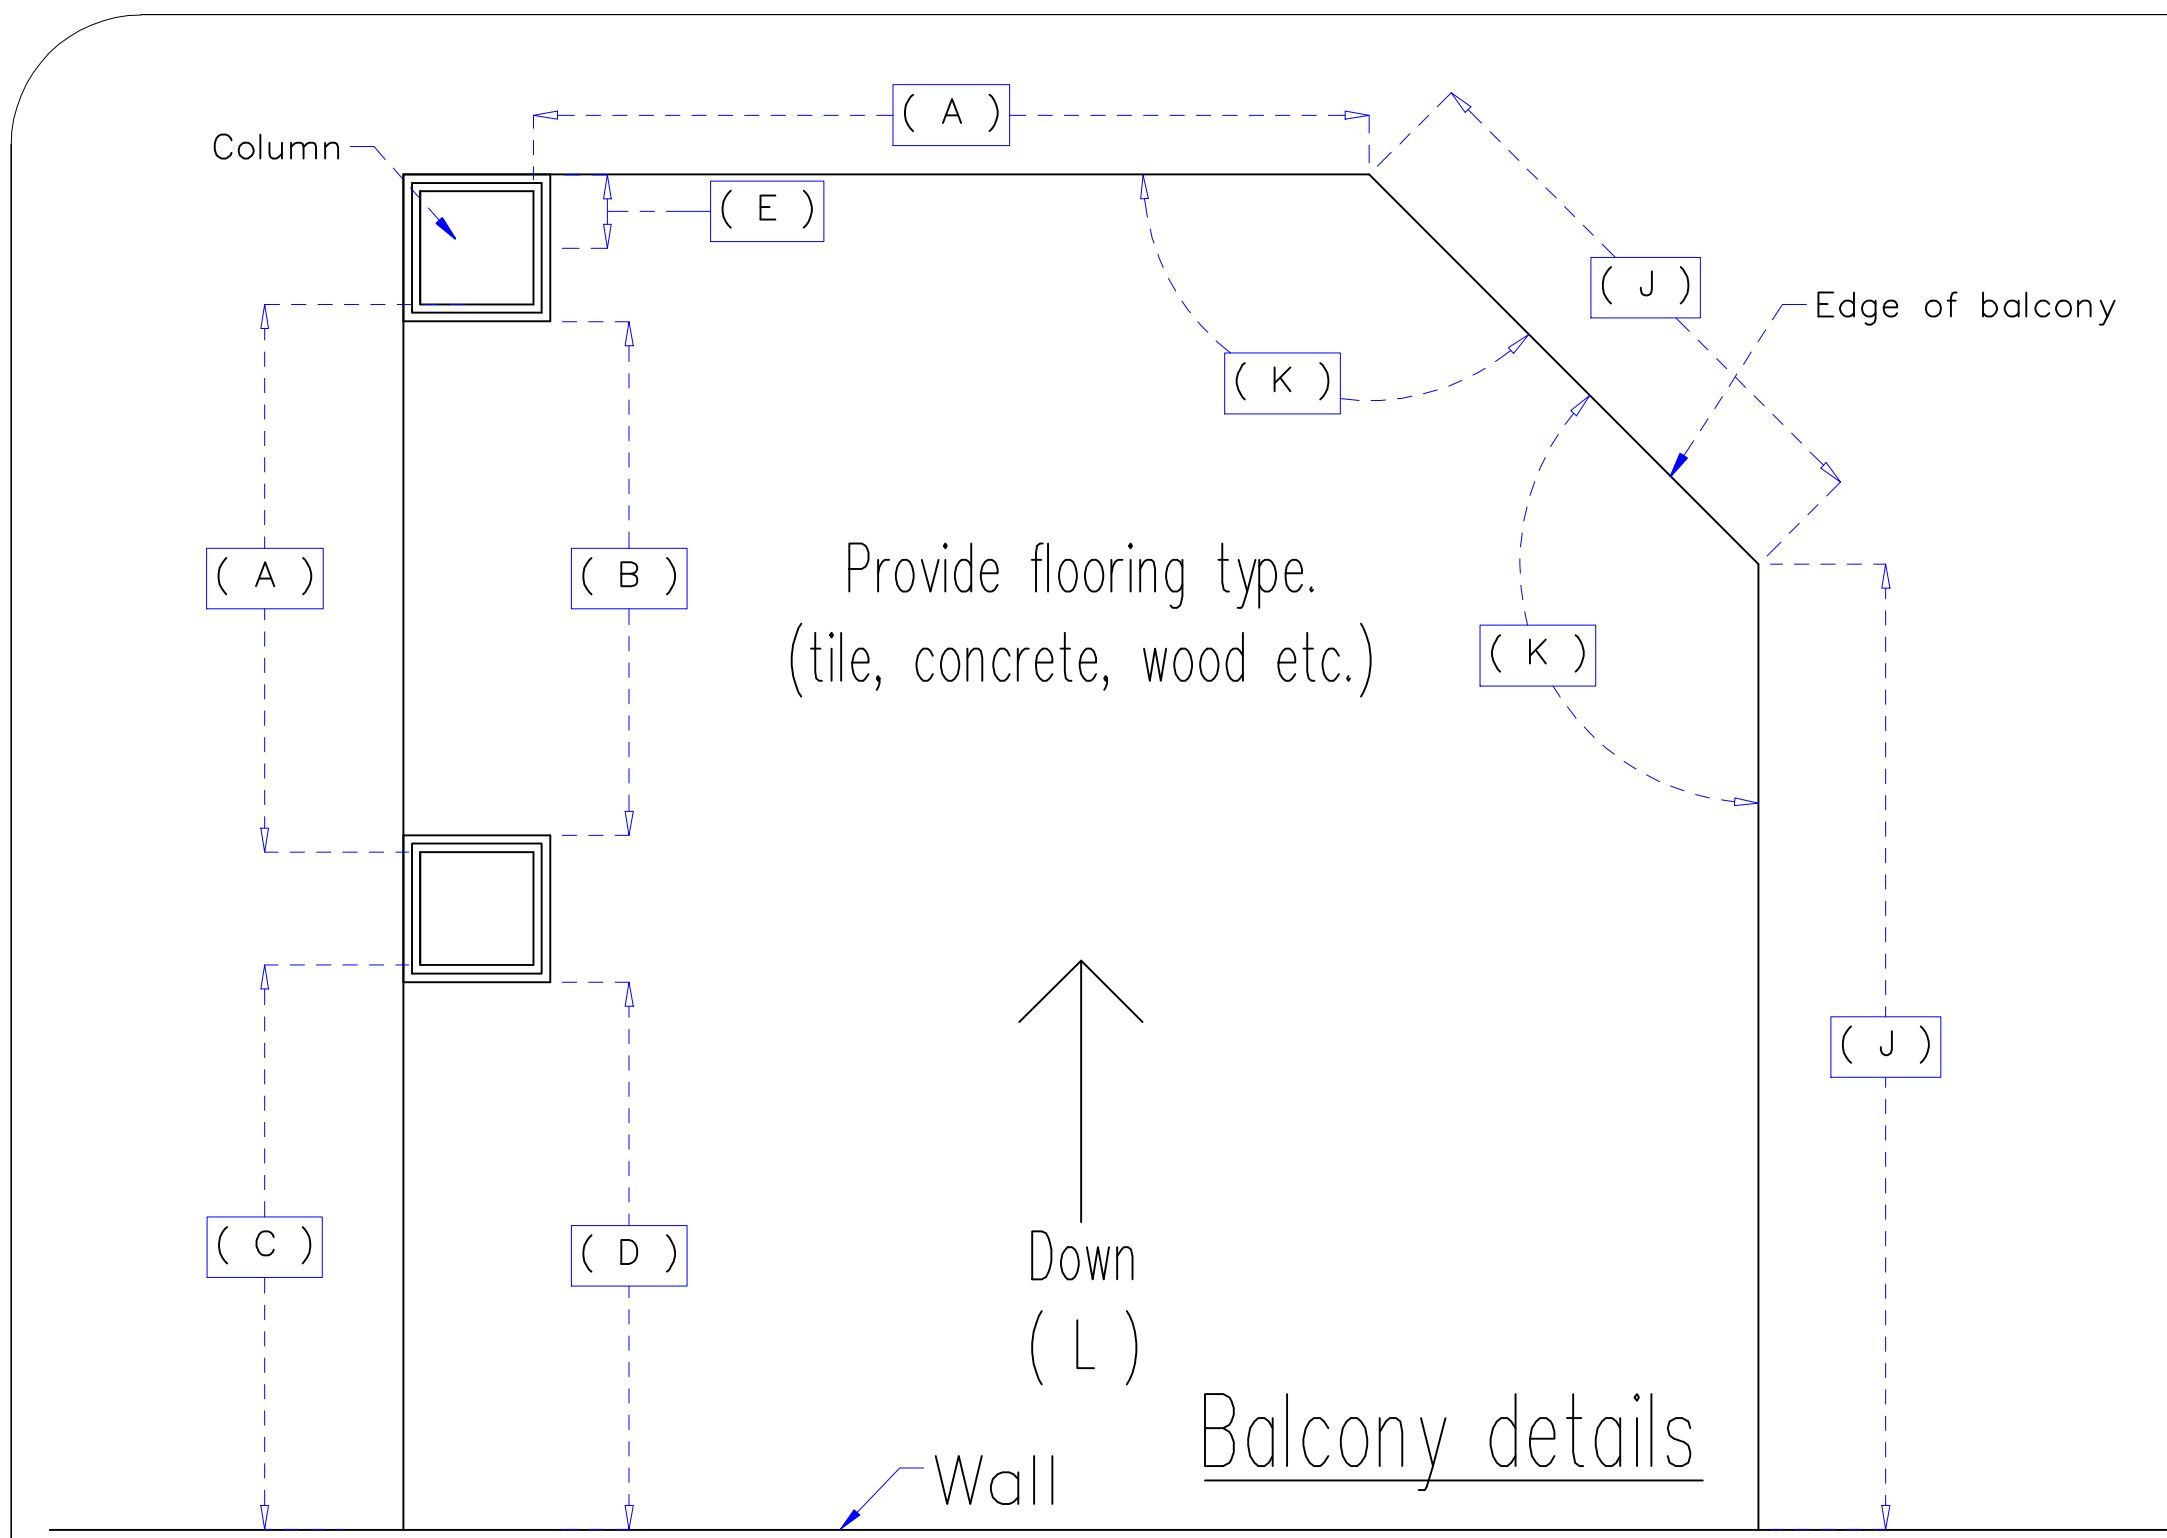 ( A )
Column
( E )
( J )
Edge of balcony
( K )
( A )
( B )
Provide flooring type.
(tile, concrete, wood etc.)
( K )
( J )
( C )
( D )
Down
( L )
Balcony details
Wall